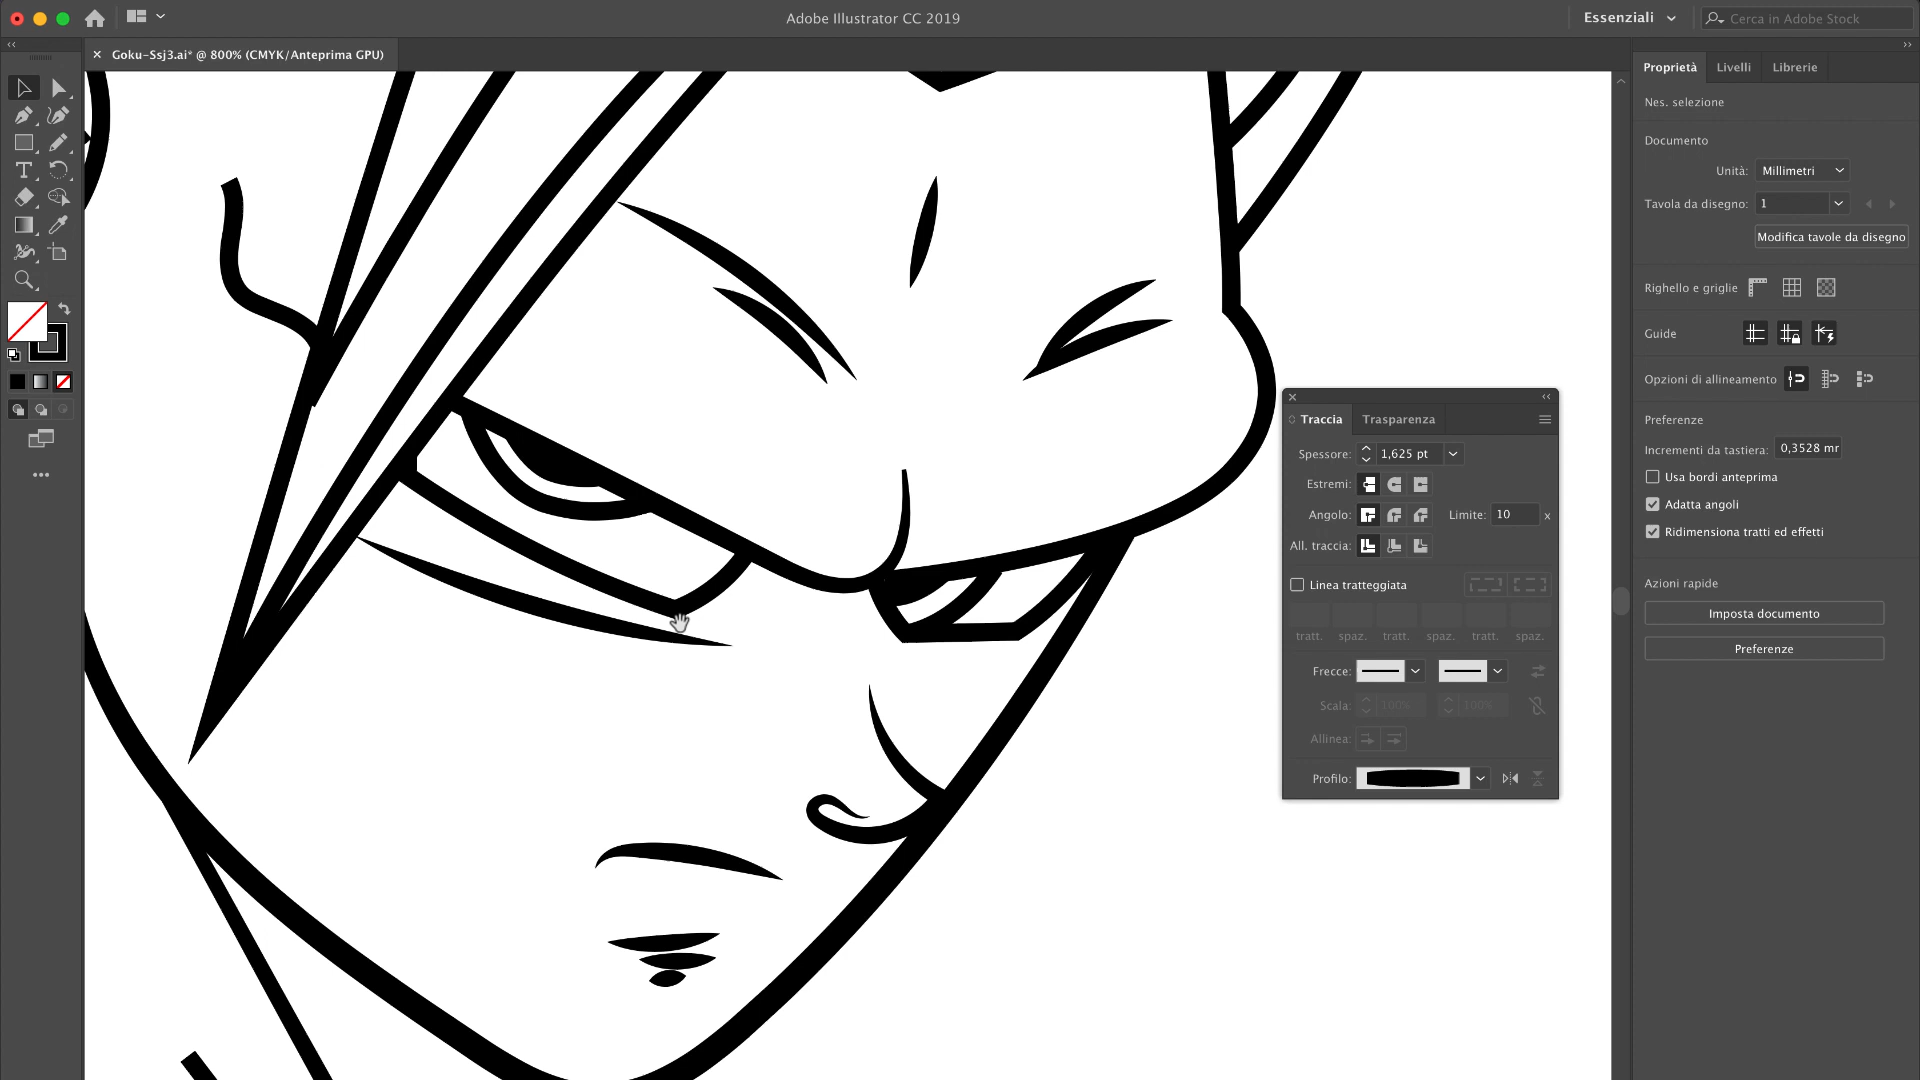 Adobe Illustrator CC 2019
Essenziali
Cerca in Adobe Stock
Goku-Ssj3.ai* @ 800% (CMYK/Anteprima GPU)
Proprietà
Livelli
Librerie
Nes. selezione
Documento
Unità: Millimetri
Tavola da disegno: 1
Modifica tavole da disegno
Righello e griglie
Guide
Opzioni di allineamento
Preferenze
Incrementi da tastiera: 0,3528 mr
Usa bordi anteprima
Adatta angoli
Ridimensiona tratti ed effetti
Azioni rapide
Imposta documento
Preferenze
Traccia
Trasparenza
Spessore: 1,625 pt
Estremi:
Angolo: Limite: 10 x
All. traccia:
Linea tratteggiata
tratt. spaz. tratt. spaz. tratt. spaz.
Frecce:
Scala: 100% 100%
Allinea:
Profilo: